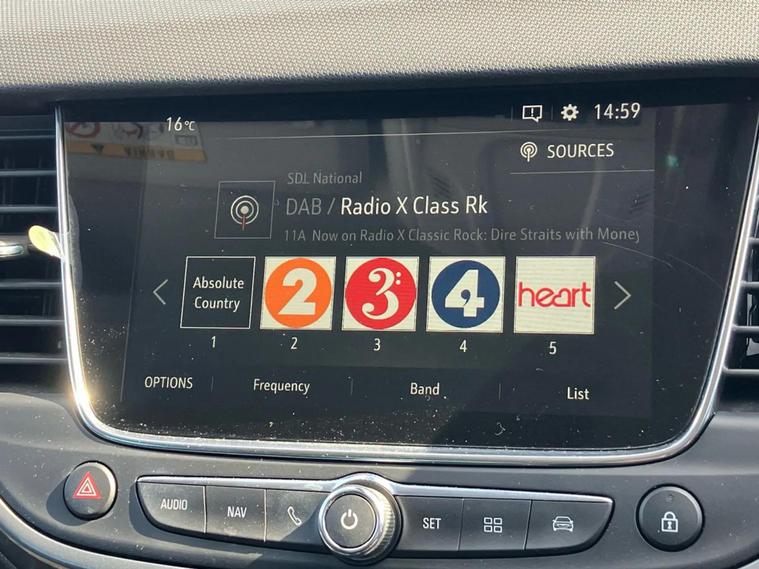 16°C
14:59
SOURCES
SDL National
DAB / Radio X Class Rk
11A Now on Radio X Classic Rock: Dire Straits with Money
Absolute
Country
2
3
4
heart
1 2 3 4 5
OPTIONS Frequency Band List
AUDIO NAV SET
AIRBAG